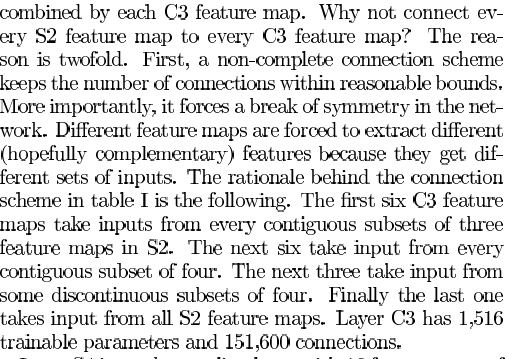 combined by each C3 feature map. Why not connect ev-
ery S2 feature map to every C3 feature map? The rea-
son is twofold. First, a non-complete connection scheme
keeps the number of connections within reasonable bounds.
More importantly, it forces a break of symmetry in the net-
work. Different feature maps are forced to extract different
(hopefully complementary) features because they get dif-
ferent sets of inputs. The rationale behind the connection
scheme in table I is the following. The first six C3 feature
maps take inputs from every contiguous subsets of three
feature maps in S2. The next six take input from every
contiguous subset of four. The next three take input from
some discontinuous subsets of four. Finally the last one
takes input from all S2 feature maps. Layer C3 has 1,516
trainable parameters and 151,600 connections.